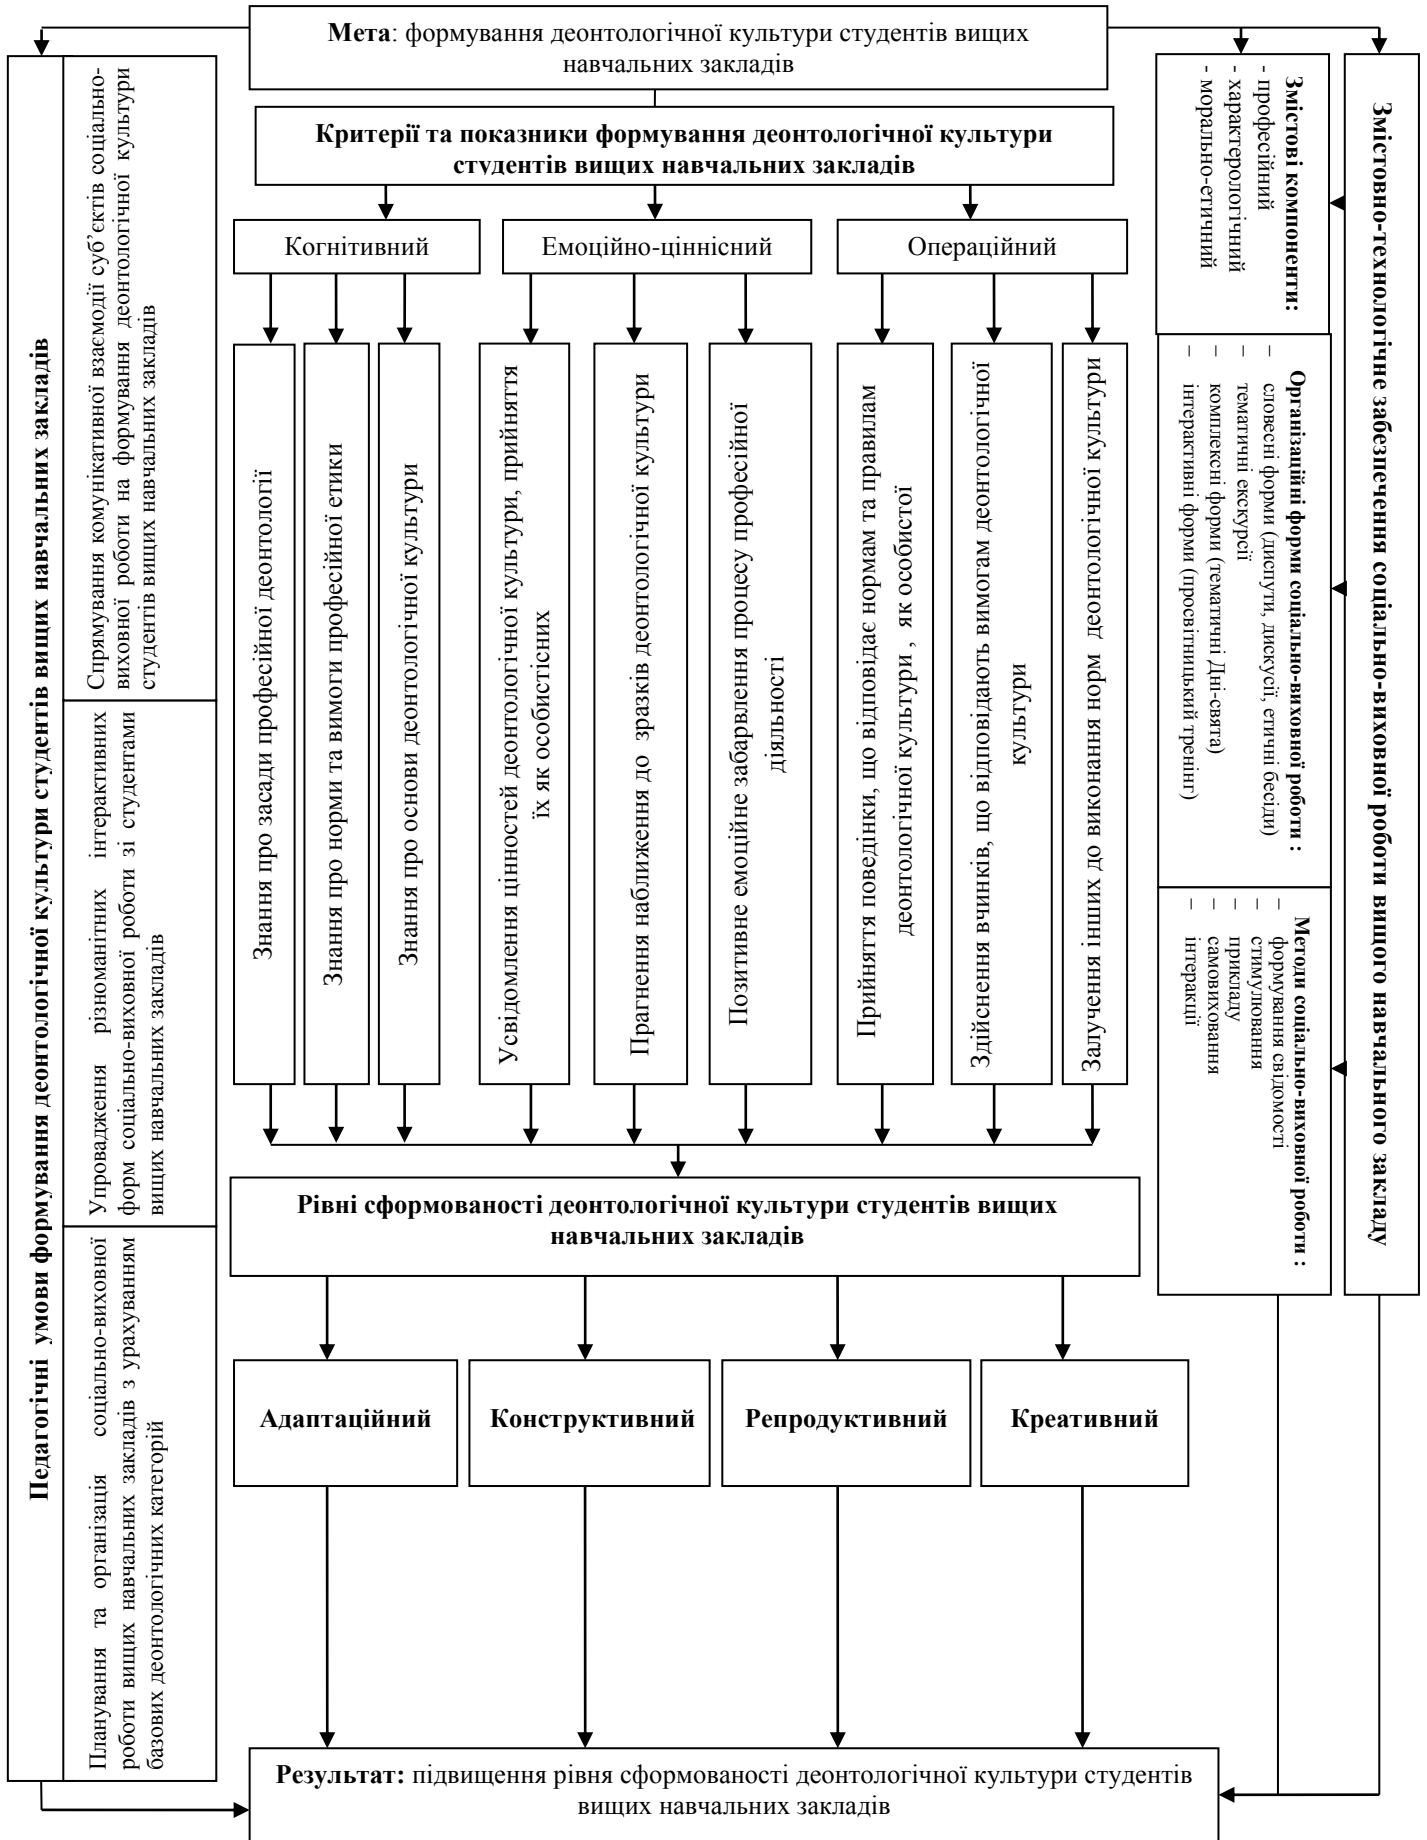 Мета: формування деонтологічної культури студентів вищих
навчальних закладів
Критерії та показники формування деонтологічної культури
студентів вищих навчальних закладів
Когнітивний
Емоційно-ціннісний
Операційний
Педагогічні умови формування деонтологічної культури студентів вищих навчальних закладів
Спрямування комунікативної взаємодії суб’єктів соціально-
виховної роботи на формування деонтологічної культури
студентів вищих навчальних закладів
Упровадження різноманітних інтерактивних
форм соціально-виховної роботи зі студентами
вищих навчальних закладів
Планування та організація соціально-виховної
роботи вищих навчальних закладів з урахуванням
базових деонтологічних категорій
Знання про засади професійної деонтології
Знання про норми та вимоги професійної етики
Знання про основи деонтологічної культури
Усвідомлення цінностей деонтологічної культури, прийняття
їх як особистісних
Прагнення наближення до зразків деонтологічної культури
Позитивне емоційне забарвлення процесу професійної
діяльності
Прийняття поведінки, що відповідає нормам та правилам
деонтологічної культури , як особистої
Здійснення вчинків, що відповідають вимогам деонтологічної
культури
Залучення інших до виконання норм деонтологічної культури
Змістові компоненти:
- професійний
- характерологічний
- морально-етичний
Організаційні форми соціально-виховної роботи :
– словесні форми (диспути, дискусії, етичні бесіди)
– тематичні екскурсії
– комплексні форми (тематичні Дні-свята)
– інтерактивні форми (просвітницький тренінг)
Методи соціально-виховної роботи :
– формування свідомості
– стимулювання
– прикладу
– самовиховання
– інтеракції
Змістовно-технологічне забезпечення соціально-виховної роботи вищого навчального закладу
Рівні сформованості деонтологічної культури студентів вищих
навчальних закладів
Адаптаційний
Конструктивний
Репродуктивний
Креативний
Результат: підвищення рівня сформованості деонтологічної культури студентів
вищих навчальних закладів